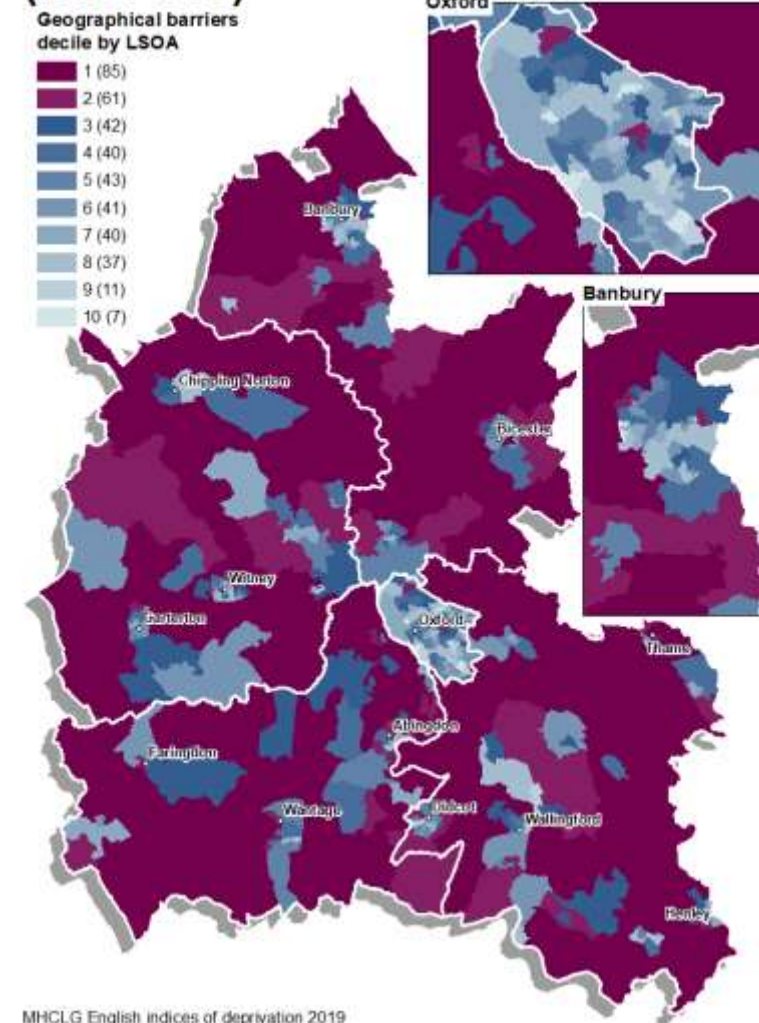 Geographical barriers
decile by LSOA
1 (85)
2 (61)
3 (42)
4 (40)
5 (43)
6 (41)
7 (40)
8 (37)
9 (11)
10 (7)
Oxford
Banbury
Banbury
Chipping Norton
Bicester
Witney
Carterton
Oxford
Thame
Abingdon
Faringdon
Wantage
Didcot
Wallingford
Henley
MHCLG English indices of deprivation 2019